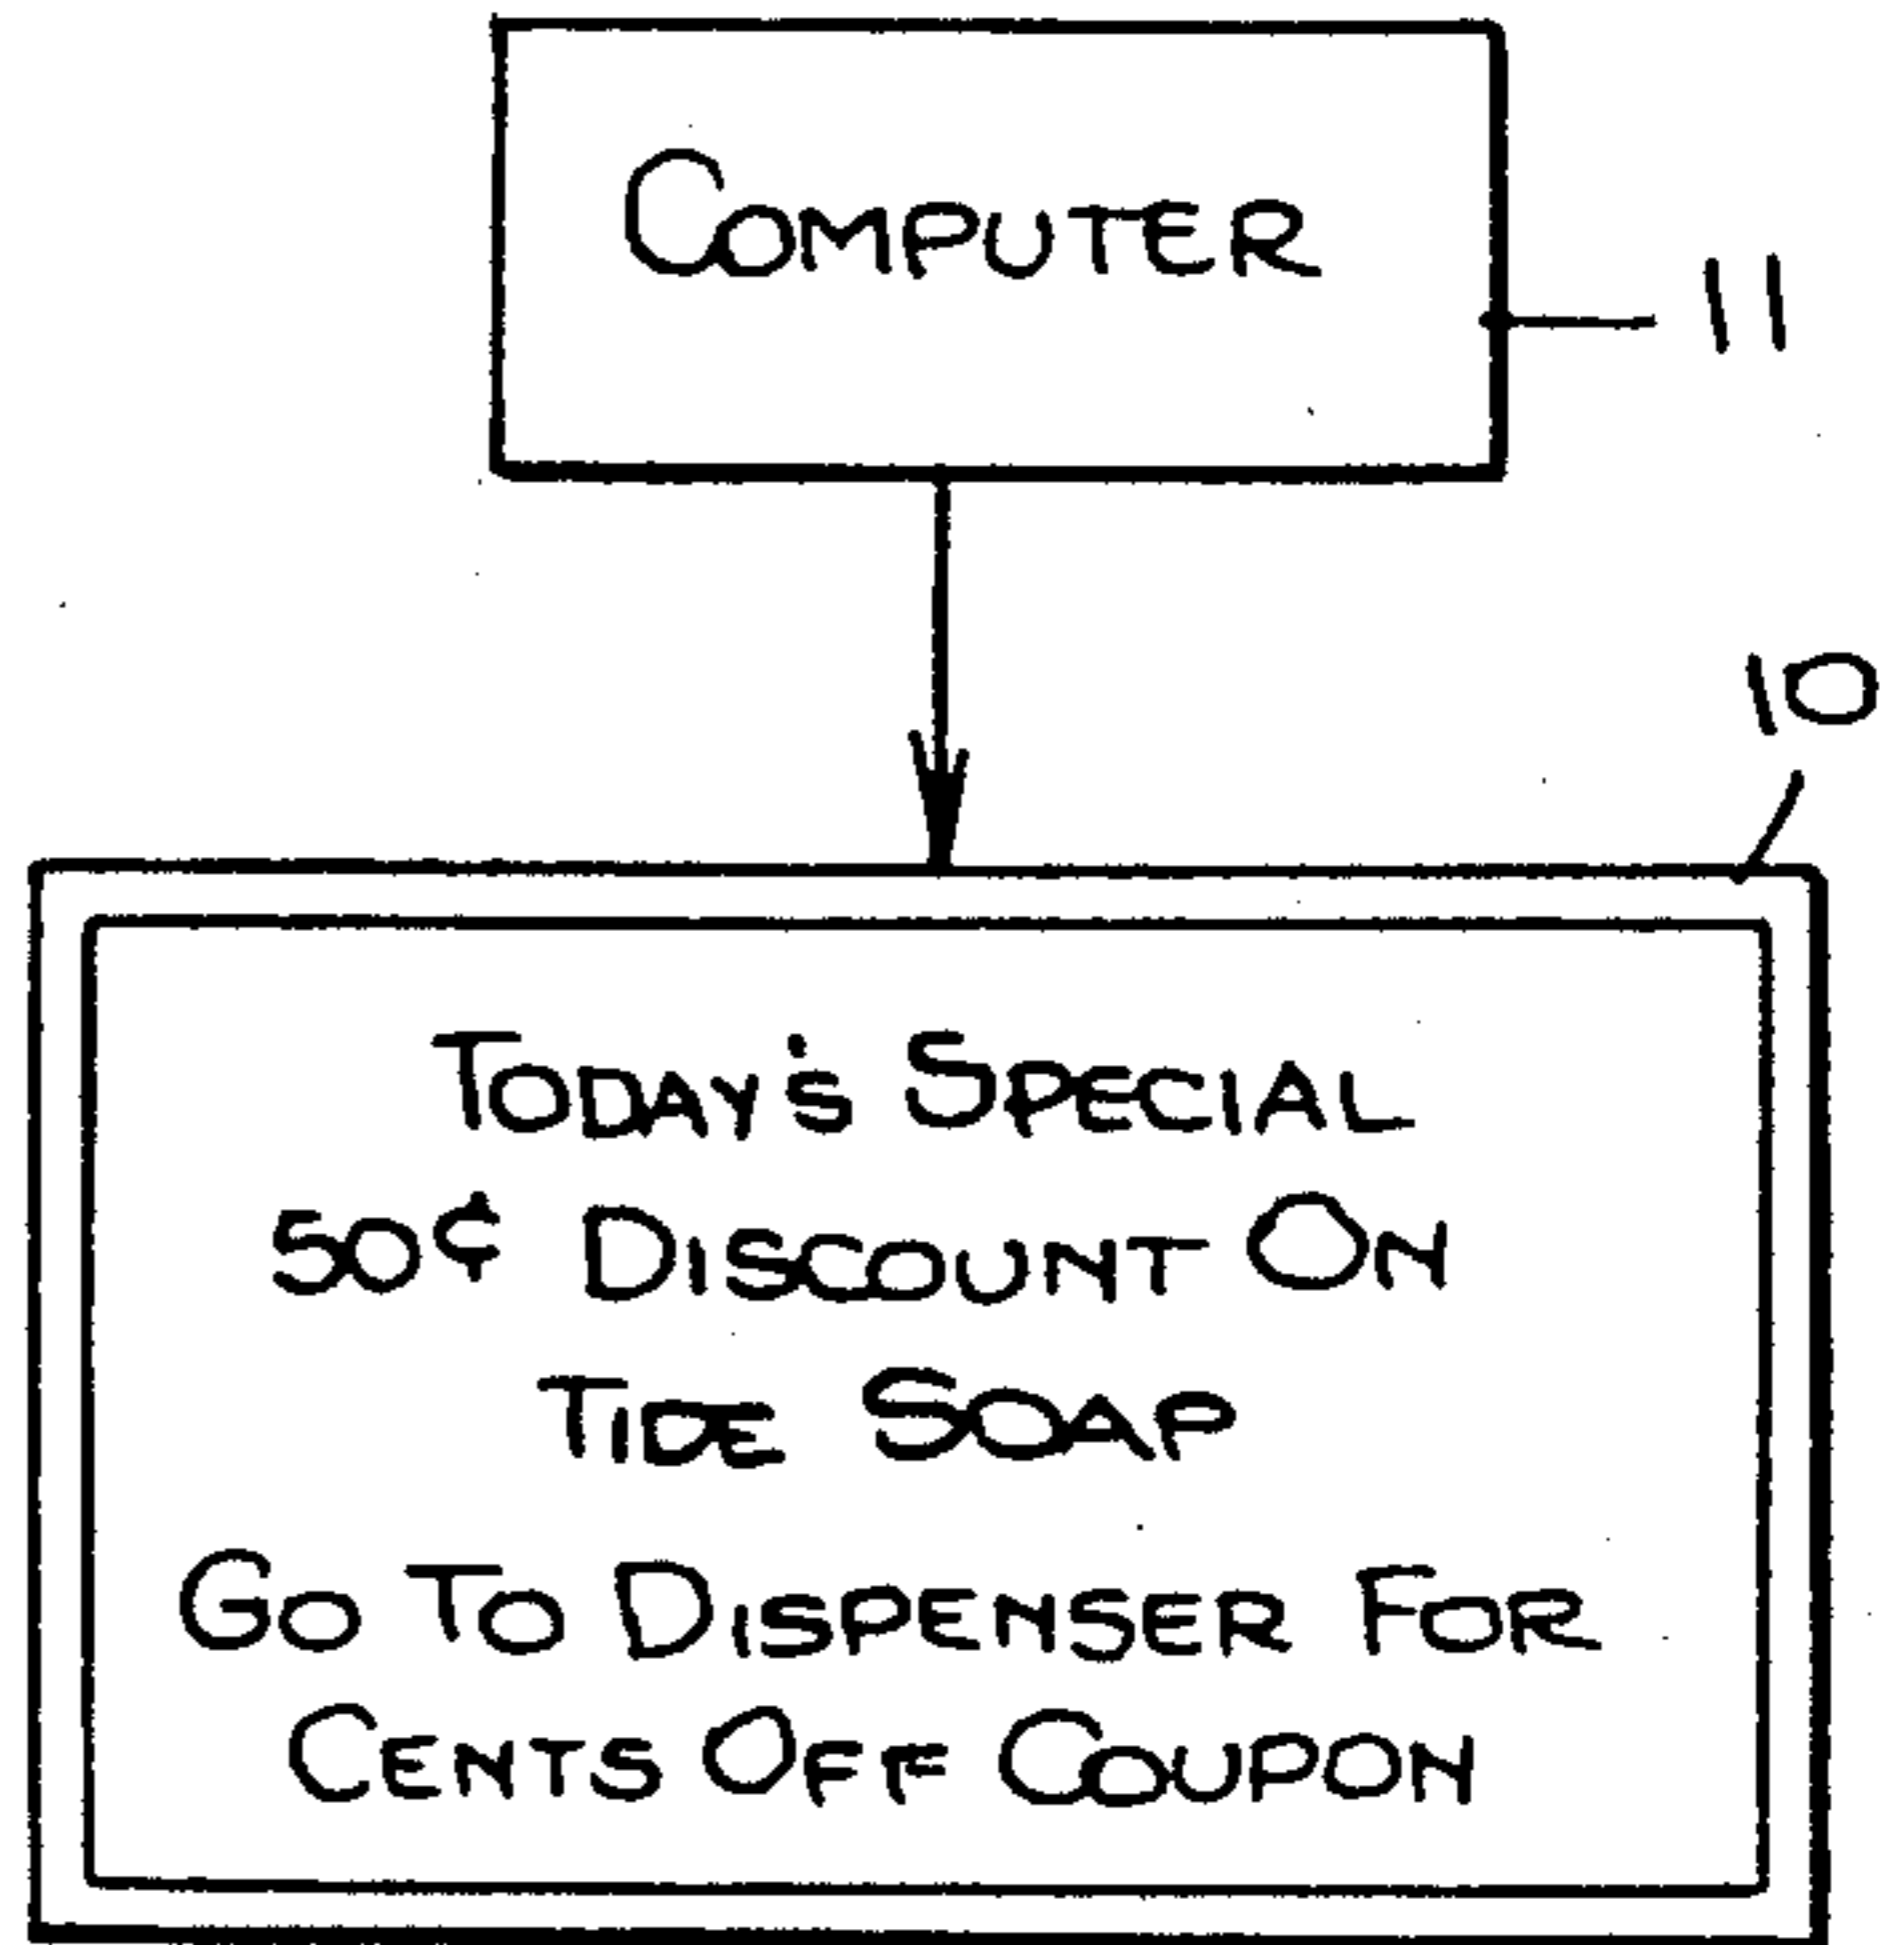 Computer
11
10
Today's Special
50¢ Discount On
Tide Soap
Go To Dispenser For
Cents Off Coupon